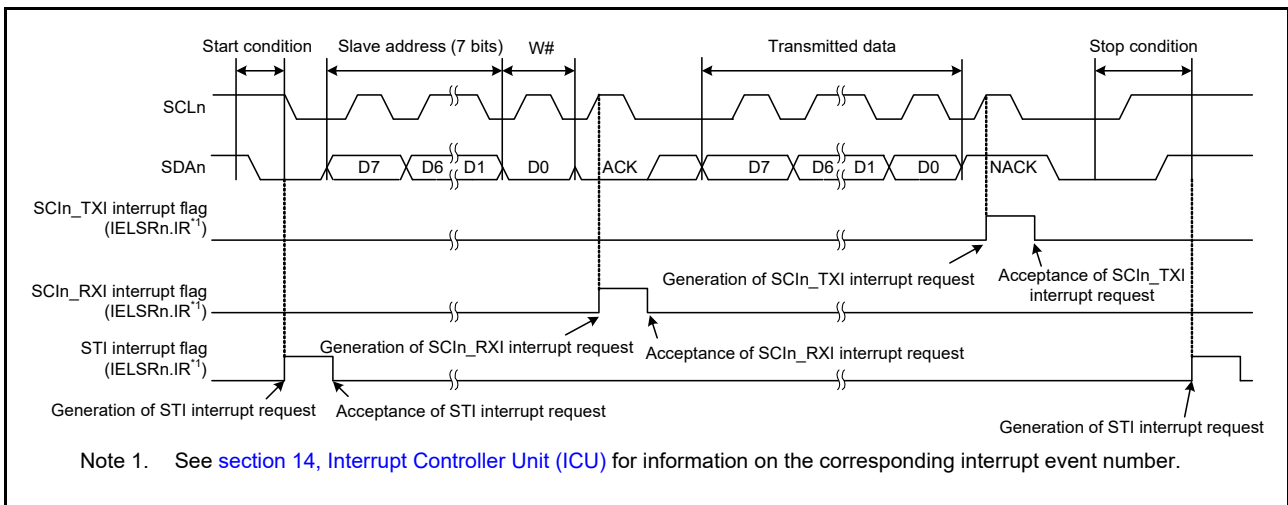 Start condition Slave address (7 bits) W# Transmitted data Stop condition
SCLn
SDAn D7 D6 D1 D0 ACK D7 D6 D1 D0 NACK
SCIn_TXI interrupt flag
(IELSRn.IR*1)
Generation of SCIn_TXI interrupt request
Acceptance of SCIn_TXI
interrupt request
SCIn_RXI interrupt flag
(IELSRn.IR*1)
Generation of SCIn_RXI interrupt request
Acceptance of SCIn_RXI interrupt request
STI interrupt flag
(IELSRn.IR*1)
Generation of STI interrupt request
Acceptance of STI interrupt request
Generation of STI interrupt request
Note 1. See section 14, Interrupt Controller Unit (ICU) for information on the corresponding interrupt event number.